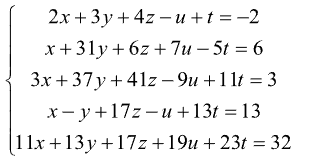 2x + 3y + 4z − u + t = −2
x + 31y + 6z + 7u − 5t = 6
3x + 37y + 41z − 9u + 11t = 3
x − y + 17z − u + 13t = 13
11x + 13y + 17z + 19u + 23t = 32